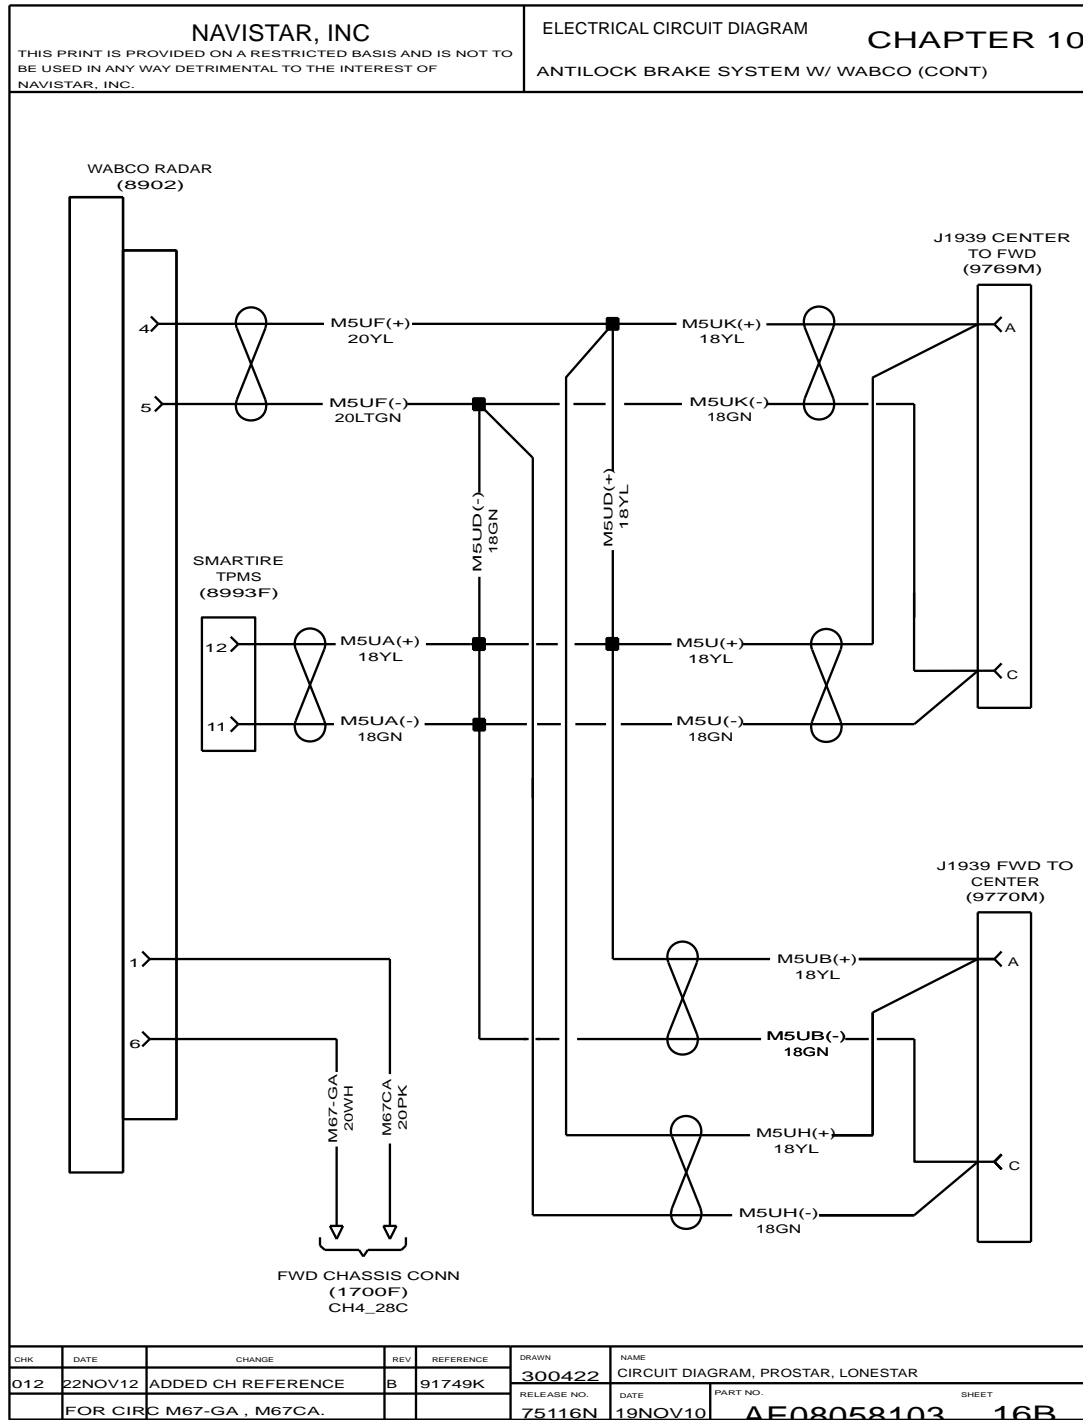 NAVISTAR, INC
THIS PRINT IS PROVIDED ON A RESTRICTED BASIS AND IS NOT TO
BE USED IN ANY WAY DETRIMENTAL TO THE INTEREST OF
NAVISTAR, INC.
ELECTRICAL CIRCUIT DIAGRAM
CHAPTER 10
ANTILOCK BRAKE SYSTEM W/ WABCO (CONT)
WABCO RADAR
(8902)
J1939 CENTER
TO FWD
(9769M)
4
M5UF(+)
20YL
M5UK(+)
18YL
A
5
M5UF(-)
20LTGN
M5UK(-)
18GN
M5UD(-)
18GN
M5UD(+)
18YL
SMARTIRE
TPMS
(8993F)
12
M5UA(+)
18YL
M5U(+)
18YL
C
11
M5UA(-)
18GN
M5U(-)
18GN
J1939 FWD TO
CENTER
(9770M)
1
M5UB(+)
18YL
A
6
M5UB(-)
18GN
M67-GA
20WH
M67CA
20PK
M5UH(+)
18YL
C
M5UH(-)
18GN
FWD CHASSIS CONN
(1700F)
CH4_28C
CHK DATE CHANGE REV REFERENCE
012 22NOV12 ADDED CH REFERENCE B 91749K
FOR CIRC M67-GA , M67CA.
DRAWN
300422
NAME
CIRCUIT DIAGRAM, PROSTAR, LONESTAR
RELEASE NO.
75116N
DATE
19NOV10
PART NO.
AE08058103
SHEET
16B